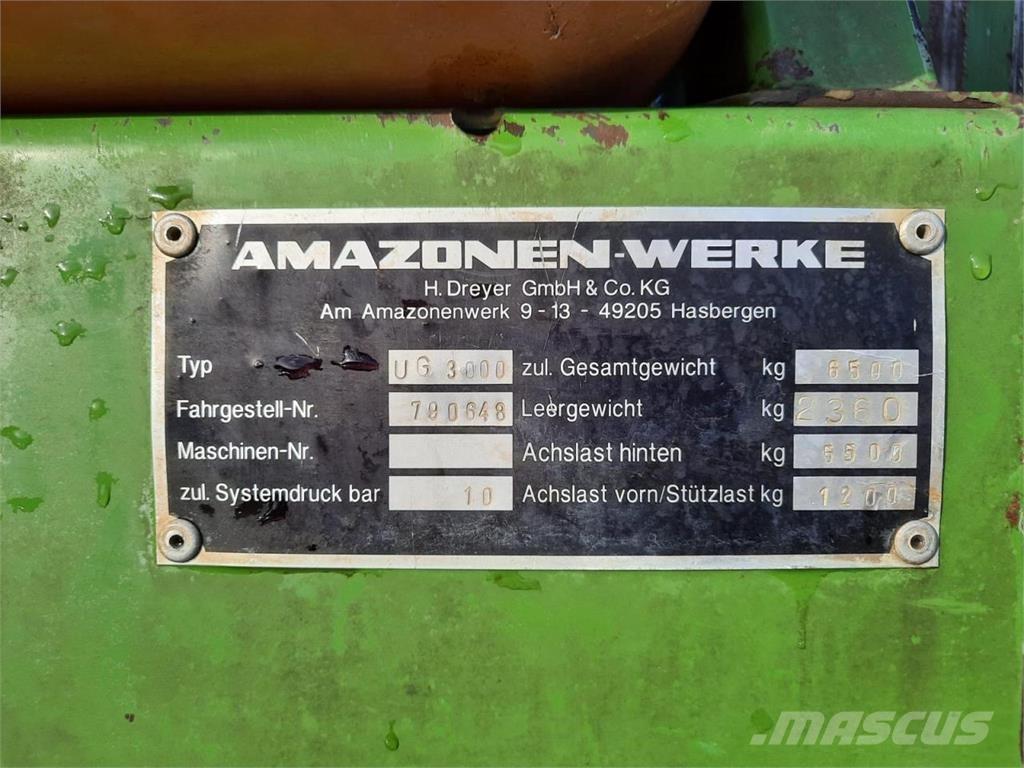 AMAZONEN-WERKE
H. Dreyer GmbH & Co. KG
Am Amazonenwerk 9 - 13 - 49205 Hasbergen
Typ UG 3000 zul. Gesamtgewicht kg 6500
Fahrgestell-Nr. 790648 Leergewicht kg 2360
Maschinen-Nr. Achslast hinten kg 6500
zul. Systemdruck bar 10 Achslast vorn/Stützlast kg 1200
MASCUS